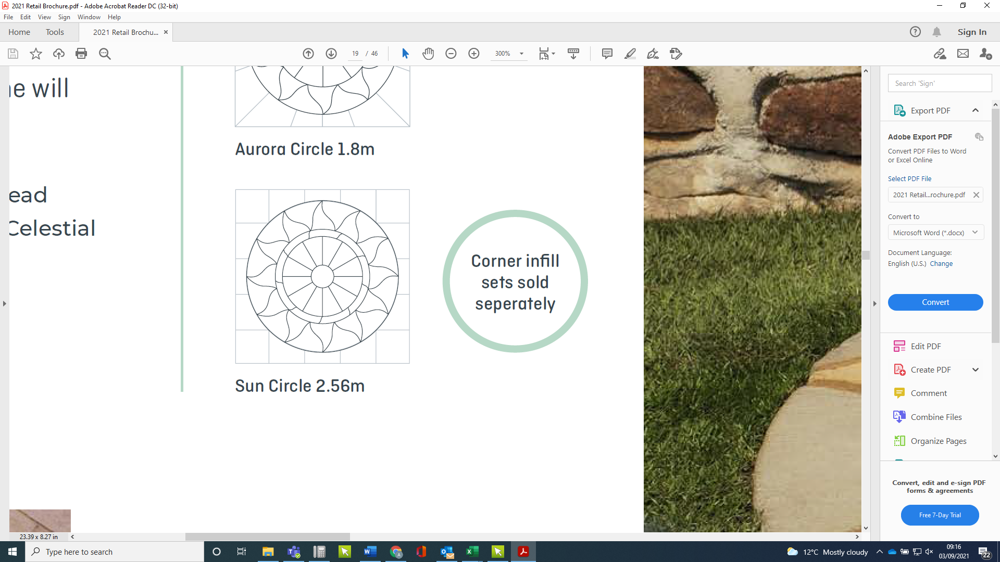 2021 Retail Brochure.pdf - Adobe Acrobat Reader DC (32-bit)
File Edit View Sign Window Help
Home Tools 2021 Retail Brochu... Sign In
19 / 46 300%
e will
ead
Celestial
Aurora Circle 1.8m
Sun Circle 2.56m
Corner infill
sets sold
seperately
23.39 x 8.27 in
Search 'Sign'
Export PDF
Adobe Export PDF
Convert PDF Files to Word
or Excel Online
Select PDF File
2021 Retail...rochure.pdf
Convert to
Microsoft Word (*.docx)
Document Language:
English (U.S.) Change
Convert
Edit PDF
Create PDF
Comment
Combine Files
Organize Pages
Convert, edit and e-sign PDF
forms & agreements
Free 7-Day Trial
Type here to search
12°C Mostly cloudy
09:16
03/09/2021
22